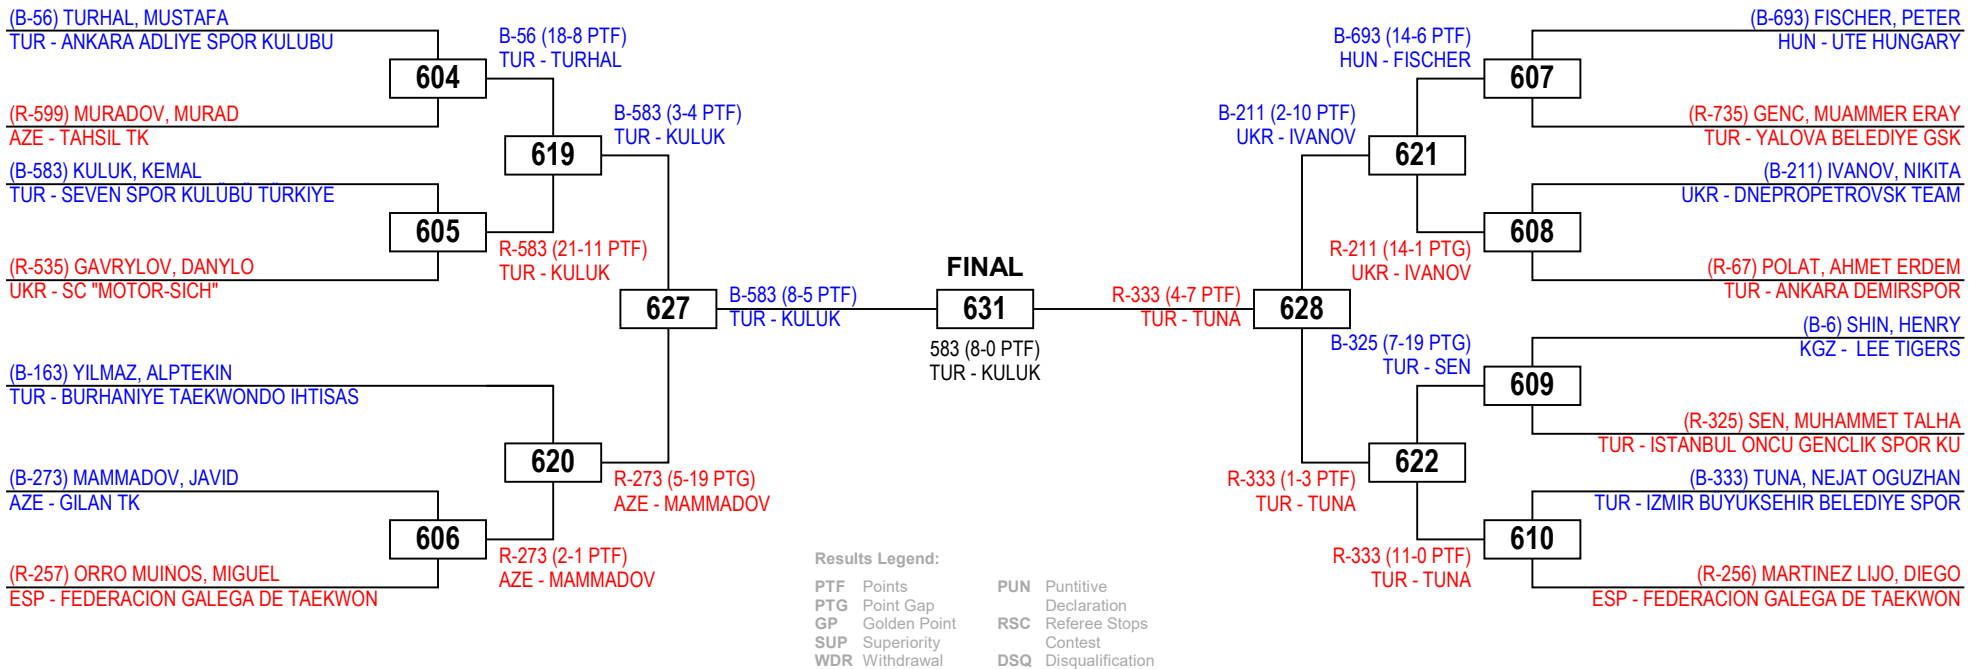 (B-56) TURHAL, MUSTAFA
TUR - ANKARA ADLIYE SPOR KULUBU
604
(R-599) MURADOV, MURAD
AZE - TAHSIL TK
B-56 (18-8 PTF)
TUR - TURHAL
619
(B-583) KULUK, KEMAL
TUR - SEVEN SPOR KULÜBÜ TÜRKIYE
605
(R-535) GAVRYLOV, DANYLO
UKR - SC "MOTOR-SICH"
R-583 (21-11 PTF)
TUR - KULUK
B-583 (3-4 PTF)
TUR - KULUK
627
(B-163) YILMAZ, ALPTEKIN
TUR - BURHANIYE TAEKWONDO IHTISAS
620
(B-273) MAMMADOV, JAVID
AZE - GILAN TK
606
(R-257) ORRO MUINOS, MIGUEL
ESP - FEDERACION GALEGA DE TAEKWON
R-273 (2-1 PTF)
AZE - MAMMADOV
R-273 (5-19 PTG)
AZE - MAMMADOV
B-583 (8-5 PTF)
TUR - KULUK
FINAL
631
583 (8-0 PTF)
TUR - KULUK
R-333 (4-7 PTF)
TUR - TUNA
628
B-211 (2-10 PTF)
UKR - IVANOV
621
B-693 (14-6 PTF)
HUN - FISCHER
607
(B-693) FISCHER, PETER
HUN - UTE HUNGARY
(R-735) GENC, MUAMMER ERAY
TUR - YALOVA BELEDIYE GSK
(B-211) IVANOV, NIKITA
UKR - DNEPROPETROVSK TEAM
608
R-211 (14-1 PTG)
UKR - IVANOV
(R-67) POLAT, AHMET ERDEM
TUR - ANKARA DEMIRSPOR
(B-6) SHIN, HENRY
KGZ -  LEE TIGERS
609
B-325 (7-19 PTG)
TUR - SEN
(R-325) SEN, MUHAMMET TALHA
TUR - ISTANBUL ONCU GENCLIK SPOR KU
622
R-333 (1-3 PTF)
TUR - TUNA
(B-333) TUNA, NEJAT OGUZHAN
TUR - IZMIR BÜYÜKSEHIR BELEDIYE SPOR
610
R-333 (11-0 PTF)
TUR - TUNA
(R-256) MARTINEZ LIJO, DIEGO
ESP - FEDERACION GALEGA DE TAEKWON
Results Legend:
PTF Points
PTG Point Gap
GP Golden Point
SUP Superiority
WDR Withdrawal
PUN Puntitive
Declaration
RSC Referee Stops
Contest
DSQ Disqualification